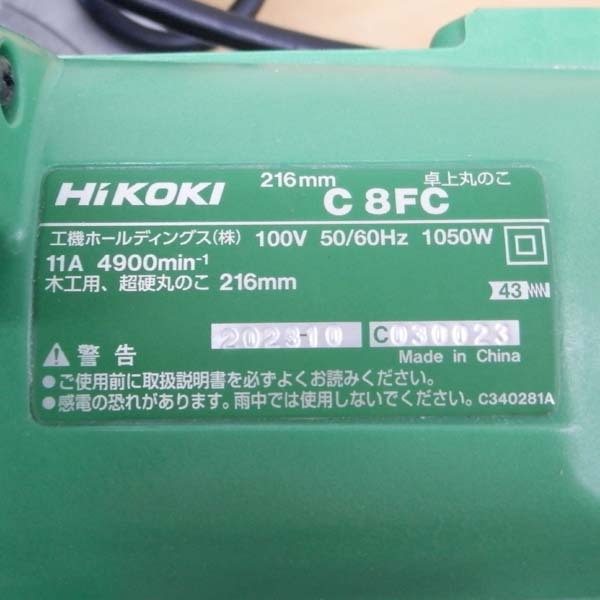 216mm 卓上丸のこ
HiKOKI C 8FC
工機ホールディングス(株) 100V 50/60Hz 1050W
11A 4900min⁻¹
木工用、超硬丸のこ 216mm
43
2023-10 C030023
Made in China
警告
●ご使用前に取扱説明書を必ずよくお読みください。
●感電の恐れがあります。雨中では使用しないでください。 C340281A